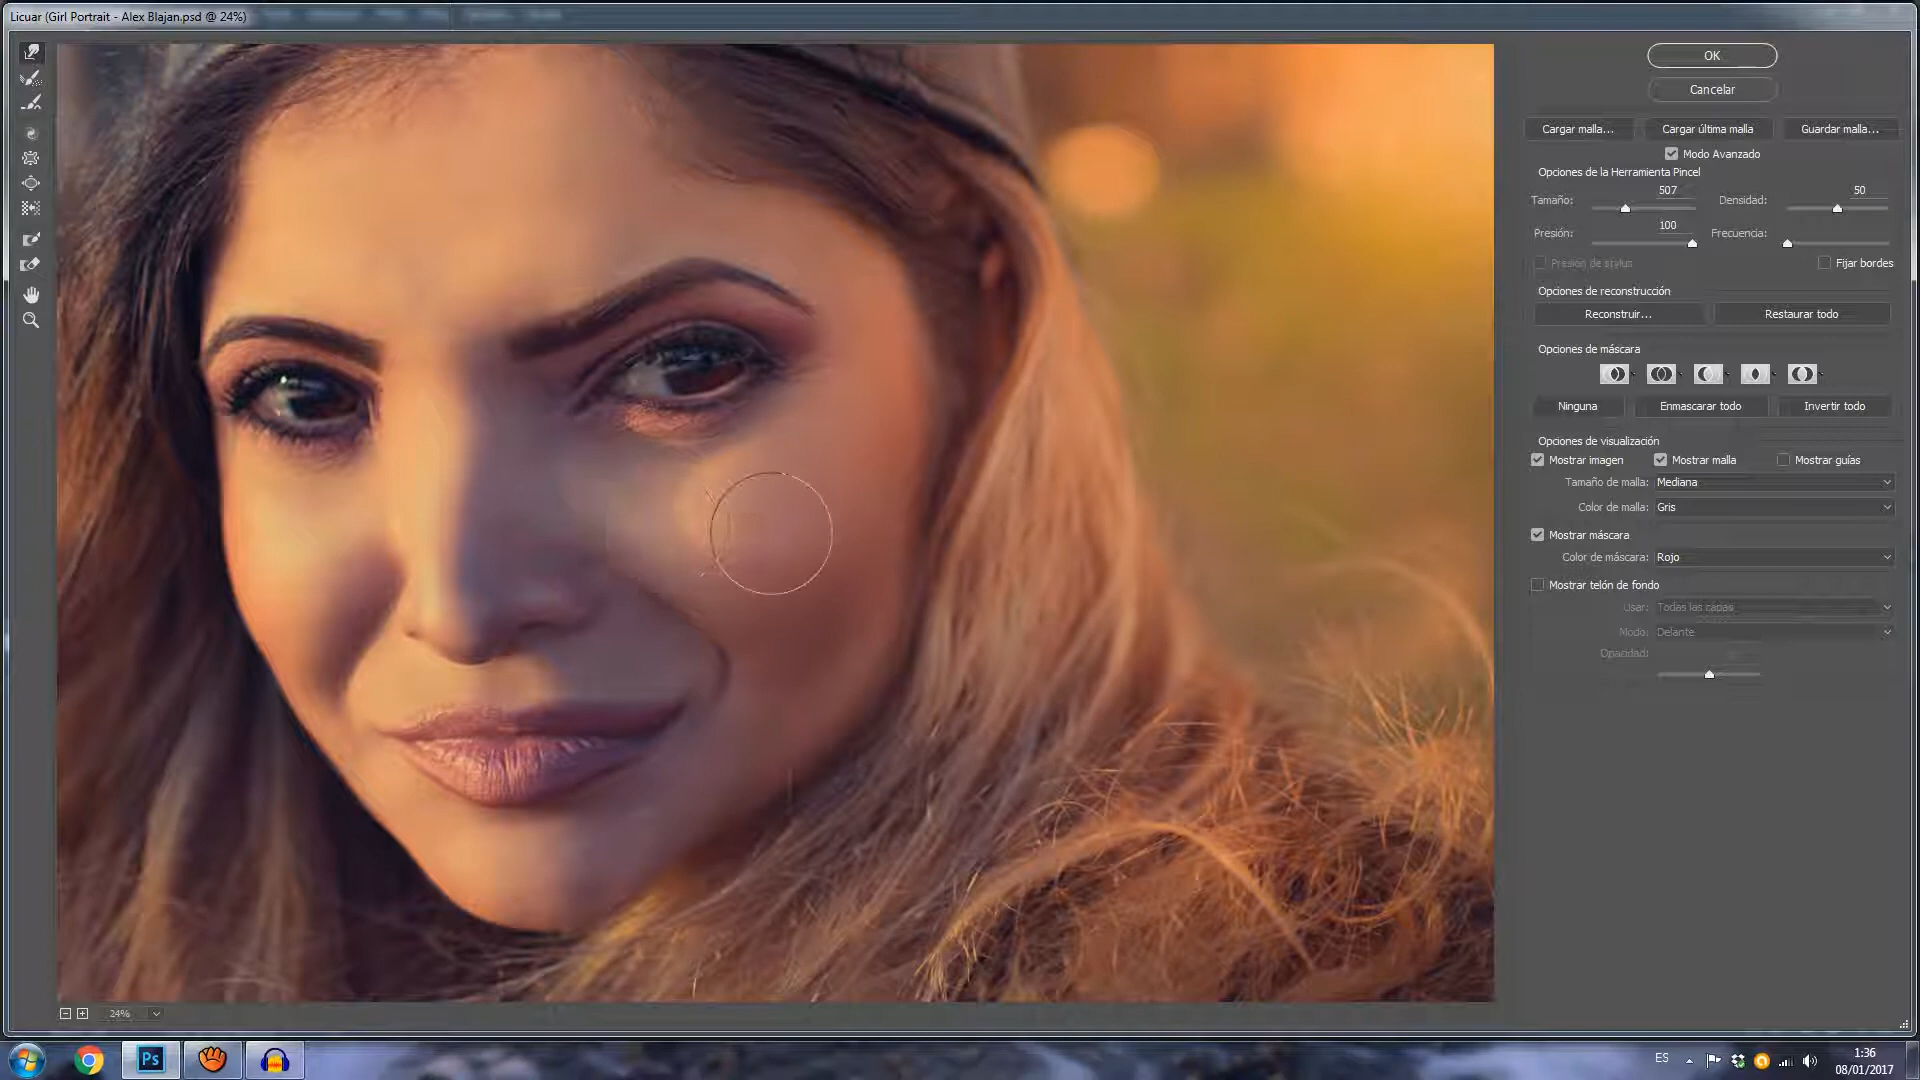 Licuar (Girl Portrait - Alex Blajan.psd @ 24%)
OK
Cancelar
Cargar malla...
Cargar última malla
Guardar malla...
Modo Avanzado
Opciones de la Herramienta Pincel
Tamaño: 507
Densidad: 50
Presión: 100
Frecuencia:
Presión de stylus
Fijar bordes
Opciones de reconstrucción
Reconstruir...
Restaurar todo
Opciones de máscara
Ninguna
Enmascarar todo
Invertir todo
Opciones de visualización
Mostrar imagen
Mostrar malla
Mostrar guías
Tamaño de malla: Mediana
Color de malla: Gris
Mostrar máscara
Color de máscara: Rojo
Mostrar telón de fondo
Usar: Todas las capas
Modo: Delante
Opacidad:
24%
Ps
ES
1:36
08/01/2017